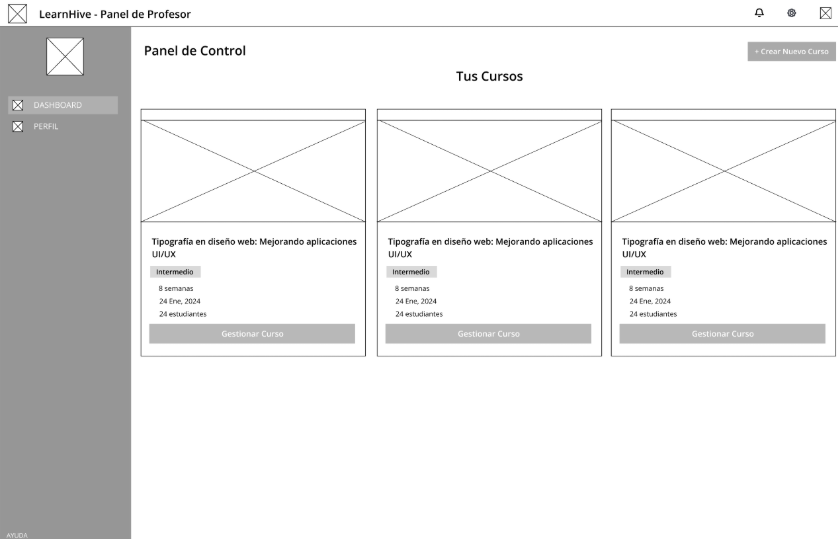 LearnHive - Panel de Profesor
Panel de Control
+ Crear Nuevo Curso
Tus Cursos
DASHBOARD
PERFIL
Tipografía en diseño web: Mejorando aplicaciones
UI/UX
Intermedio
8 semanas
24 Ene, 2024
24 estudiantes
Gestionar Curso
Tipografía en diseño web: Mejorando aplicaciones
UI/UX
Intermedio
8 semanas
24 Ene, 2024
24 estudiantes
Gestionar Curso
Tipografía en diseño web: Mejorando aplicaciones
UI/UX
Intermedio
8 semanas
24 Ene, 2024
24 estudiantes
Gestionar Curso
AYUDA